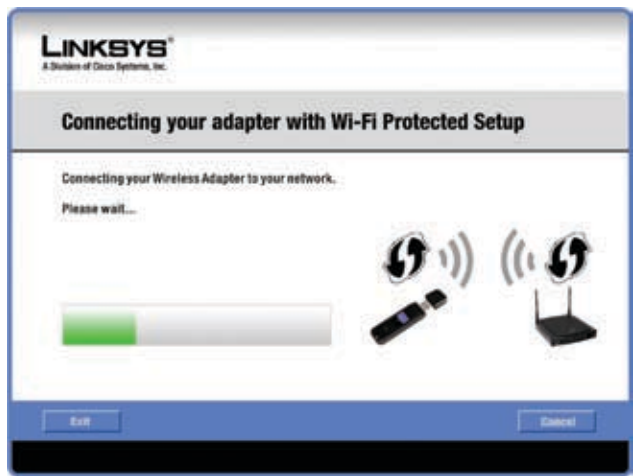 LINKSYS®
A Division of Cisco Systems, Inc.
Connecting your adapter with Wi-Fi Protected Setup
Connecting your Wireless Adapter to your network.
Please wait...
Exit
Cancel